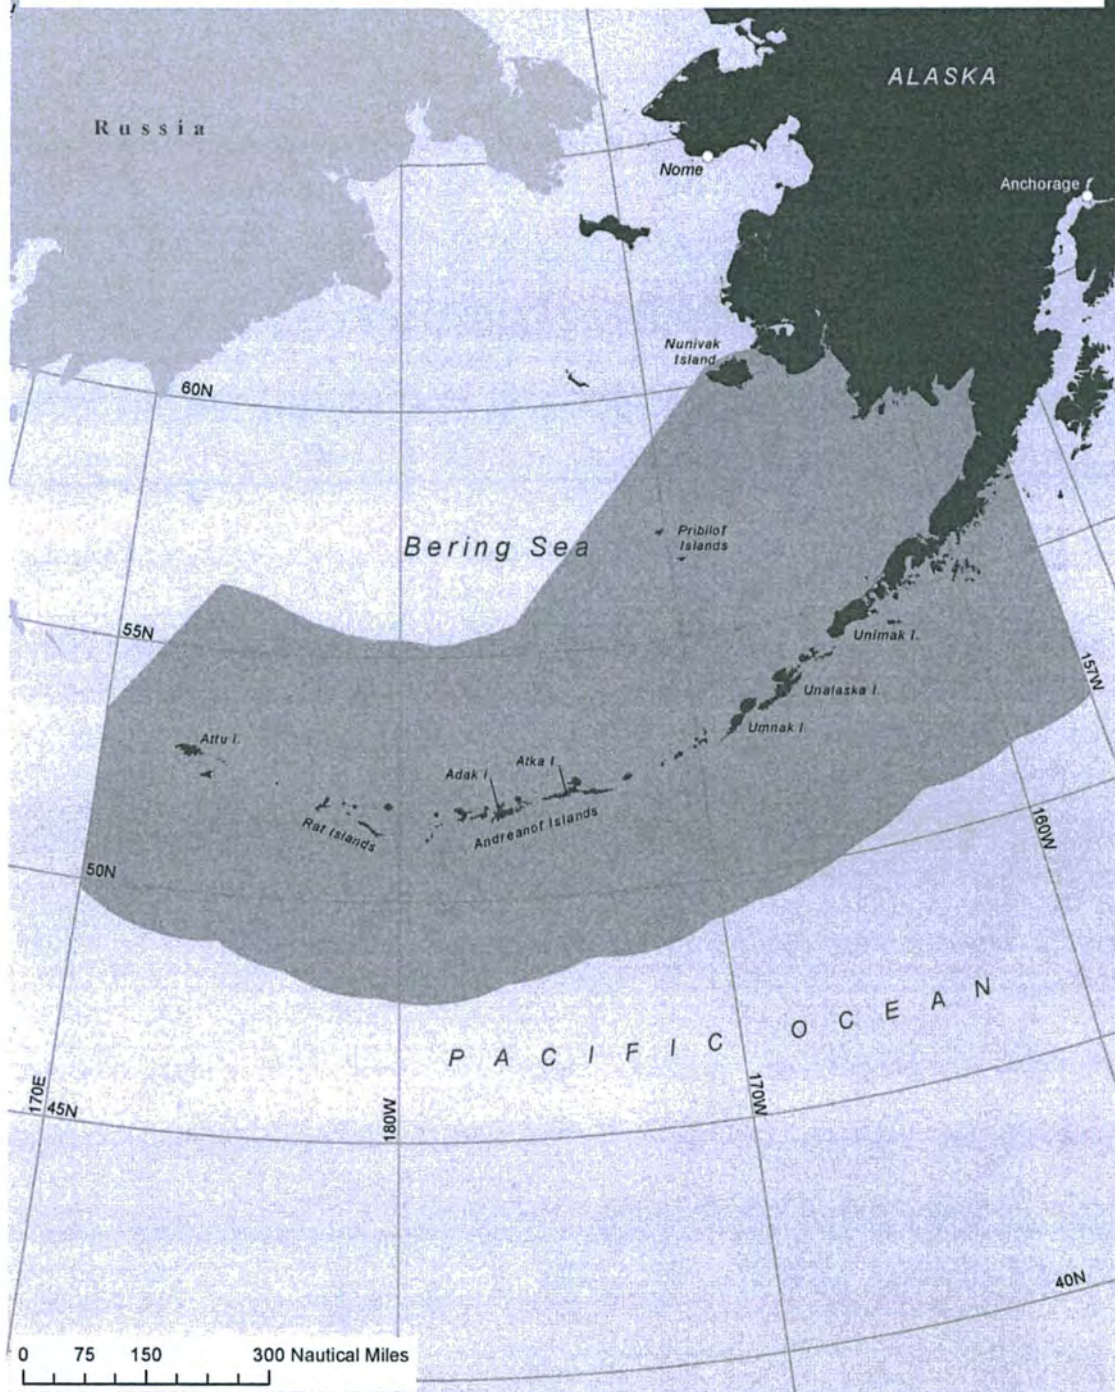 ALASKA
Russia
Nome
Anchorage
Nunivak
Island
60N
Bering Sea
Pribilof
Islands
55N
Unimak I.
157W
Unalaska I.
Umnak I.
Attu I.
Adak I
Atka I
Rat Islands
Andreanof Islands
160W
50N
PACIFIC OCEAN
170E
45N
180W
170W
40N
0 75 150 300 Nautical Miles